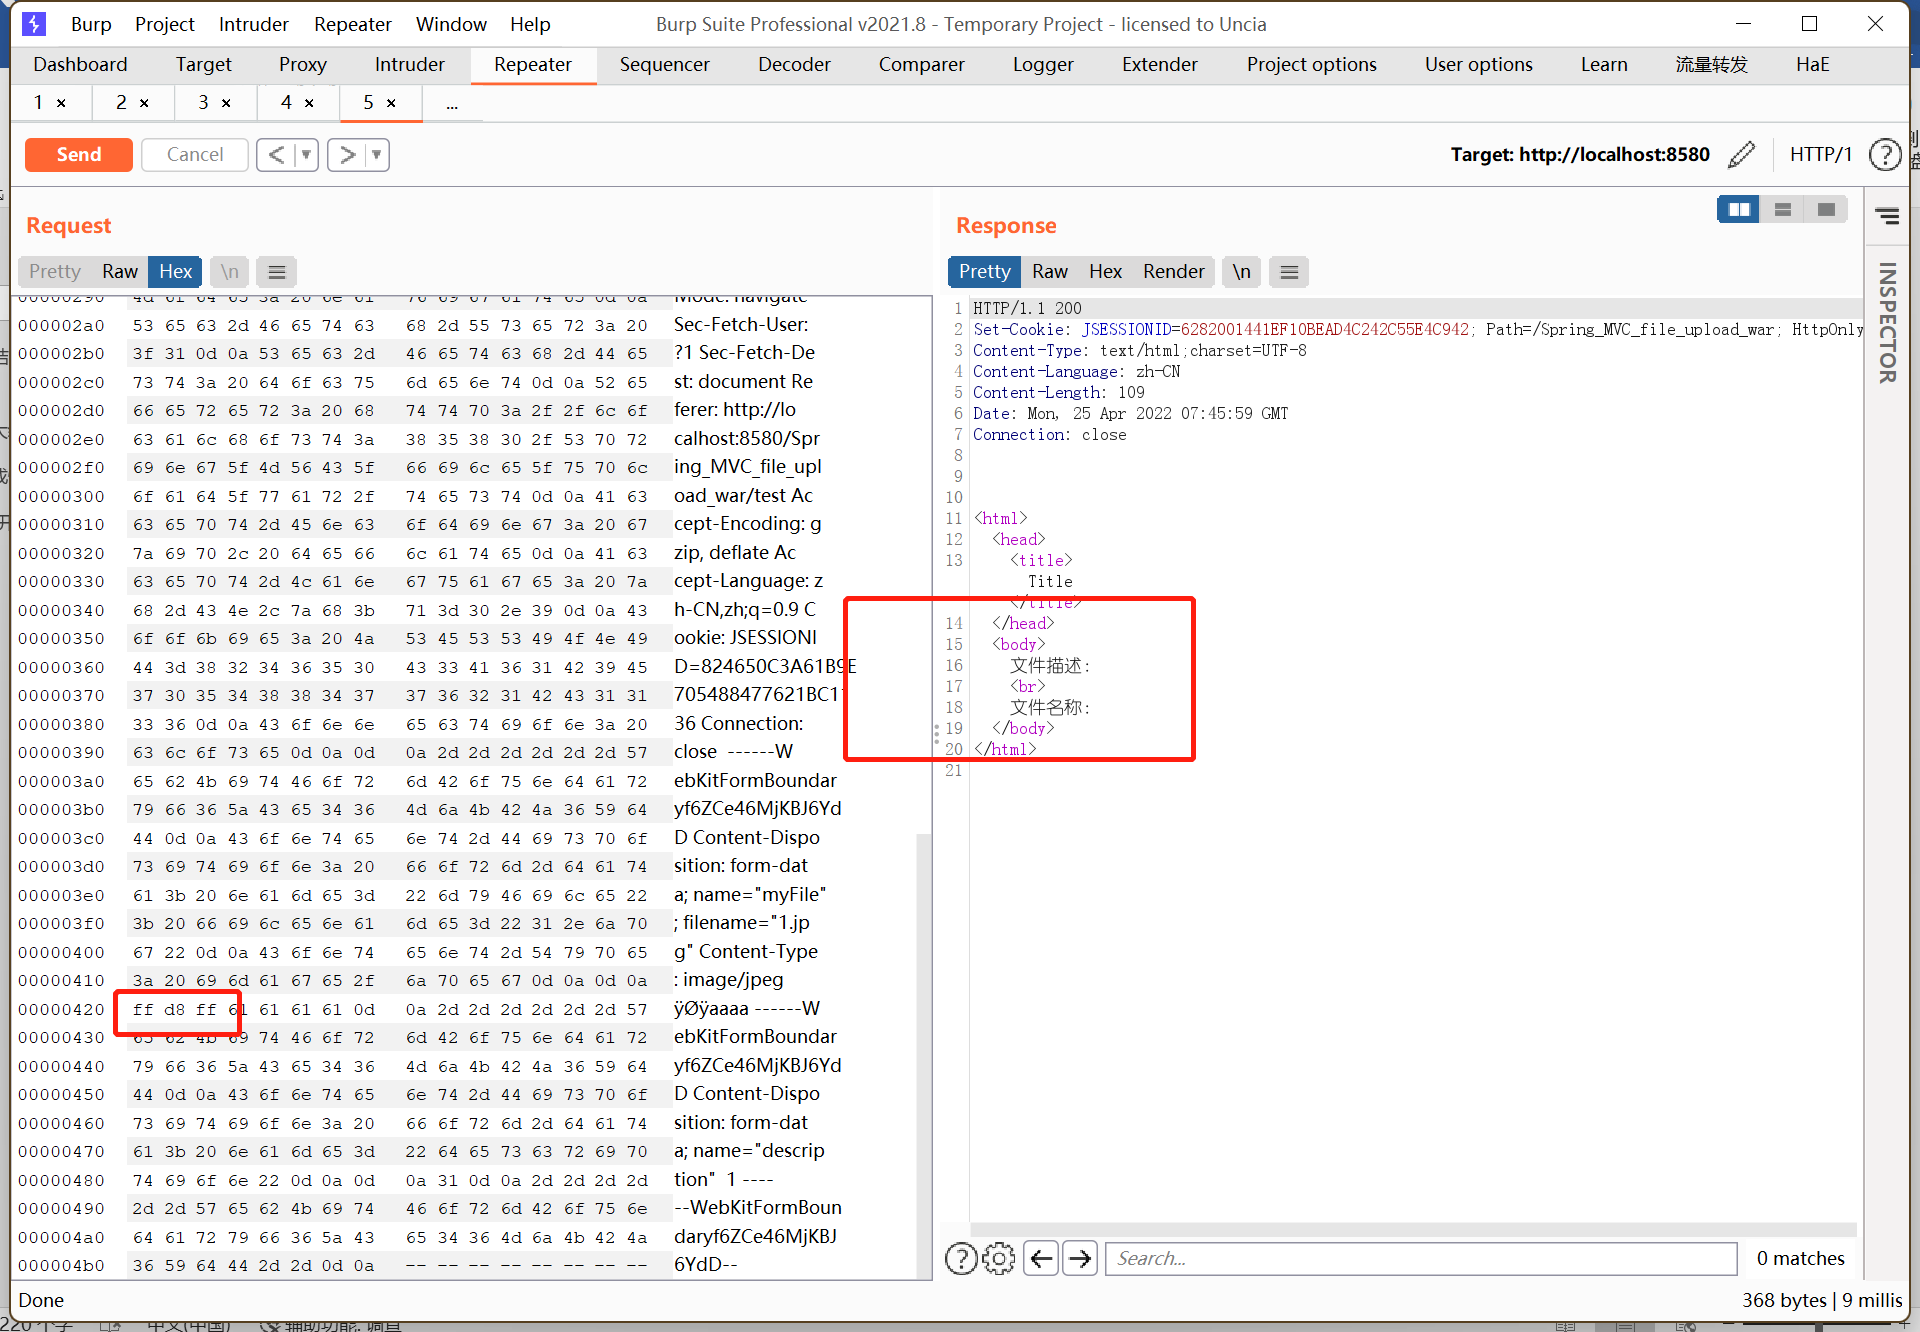 Burp Project Intruder Repeater Window Help Burp Suite Professional v2021.8 - Temporary Project - licensed to Uncia
Dashboard Target Proxy Intruder Repeater Sequencer Decoder Comparer Logger Extender Project options User options Learn 流量转发 HaE
1 × 2 × 3 × 4 × 5 × ...
Send Cancel < > Target: http://localhost:8580 HTTP/1 ?
Request
Pretty Raw Hex \n
00000290 4d 6f 64 65 3a 20 6e 61 76 69 67 61 74 65 0d 0a Mode: navigate
000002a0 53 65 63 2d 46 65 74 63 68 2d 55 73 65 72 3a 20 Sec-Fetch-User:
000002b0 3f 31 0d 0a 53 65 63 2d 46 65 74 63 68 2d 44 65 ?1 Sec-Fetch-De
000002c0 73 74 3a 20 64 6f 63 75 6d 65 6e 74 0d 0a 52 65 st: document Re
000002d0 66 65 72 65 72 3a 20 68 74 74 70 3a 2f 2f 6c 6f ferer: http://lo
000002e0 63 61 6c 68 6f 73 74 3a 38 35 38 30 2f 53 70 72 calhost:8580/Spr
000002f0 69 6e 67 5f 4d 56 43 5f 66 69 6c 65 5f 75 70 6c ing_MVC_file_upl
00000300 6f 61 64 5f 77 61 72 2f 74 65 73 74 0d 0a 41 63 oad_war/test Ac
00000310 63 65 70 74 2d 45 6e 63 6f 64 69 6e 67 3a 20 67 cept-Encoding: g
00000320 7a 69 70 2c 20 64 65 66 6c 61 74 65 0d 0a 41 63 zip, deflate Ac
00000330 63 65 70 74 2d 4c 61 6e 67 75 61 67 65 3a 20 7a cept-Language: z
00000340 68 2d 43 4e 2c 7a 68 3b 71 3d 30 2e 39 0d 0a 43 h-CN,zh;q=0.9 C
00000350 6f 6f 6b 69 65 3a 20 4a 53 45 53 53 49 4f 4e 49 ookie: JSESSIONI
00000360 44 3d 38 32 34 36 35 30 43 33 41 36 31 42 39 45 D=824650C3A61B9E
00000370 37 30 35 34 38 38 34 37 37 36 32 31 42 43 31 31 705488477621BC11
00000380 33 36 0d 0a 43 6f 6e 6e 65 63 74 69 6f 6e 3a 20 36 Connection:
00000390 63 6c 6f 73 65 0d 0a 0d 0a 2d 2d 2d 2d 2d 2d 57 close ------W
000003a0 65 62 4b 69 74 46 6f 72 6d 42 6f 75 6e 64 61 72 ebKitFormBoundar
000003b0 79 66 36 5a 43 65 34 36 4d 6a 4b 42 4a 36 59 64 yf6ZCe46MjKBJ6Yd
000003c0 44 0d 0a 43 6f 6e 74 65 6e 74 2d 44 69 73 70 6f D Content-Dispo
000003d0 73 69 74 69 6f 6e 3a 20 66 6f 72 6d 2d 64 61 74 sition: form-dat
000003e0 61 3b 20 6e 61 6d 65 3d 22 6d 79 46 69 6c 65 22 a; name="myFile"
000003f0 3b 20 66 69 6c 65 6e 61 6d 65 3d 22 31 2e 6a 70 ; filename="1.jp
00000400 67 22 0d 0a 43 6f 6e 74 65 6e 74 2d 54 79 70 65 g" Content-Type
00000410 3a 20 69 6d 61 67 65 2f 6a 70 65 67 0d 0a 0d 0a : image/jpeg
00000420 ff d8 ff 61 61 61 61 0d 0a 2d 2d 2d 2d 2d 2d 57 ÿØÿaaaa ------W
00000430 65 62 4b 69 74 46 6f 72 6d 42 6f 75 6e 64 61 72 ebKitFormBoundar
00000440 79 66 36 5a 43 65 34 36 4d 6a 4b 42 4a 36 59 64 yf6ZCe46MjKBJ6Yd
00000450 44 0d 0a 43 6f 6e 74 65 6e 74 2d 44 69 73 70 6f D Content-Dispo
00000460 73 69 74 69 6f 6e 3a 20 66 6f 72 6d 2d 64 61 74 sition: form-dat
00000470 61 3b 20 6e 61 6d 65 3d 22 64 65 73 63 72 69 70 a; name="descrip
00000480 74 69 6f 6e 22 0d 0a 0d 0a 31 0d 0a 2d 2d 2d 2d tion" 1 ----
00000490 2d 2d 57 65 62 4b 69 74 46 6f 72 6d 42 6f 75 6e --WebKitFormBoun
000004a0 64 61 72 79 66 36 5a 43 65 34 36 4d 6a 4b 42 4a daryf6ZCe46MjKBJ
000004b0 36 59 64 44 2d 2d 0d 0a -- -- -- -- -- -- -- -- 6YdD--
Response
Pretty Raw Hex Render \n
1 HTTP/1.1 200
2 Set-Cookie: JSESSIONID=6282001441EF10BEAD4C242C55E4C942; Path=/Spring_MVC_file_upload_war; HttpOnly
3 Content-Type: text/html;charset=UTF-8
4 Content-Language: zh-CN
5 Content-Length: 109
6 Date: Mon, 25 Apr 2022 07:45:59 GMT
7 Connection: close
8
9
10
11 <html>
12 <head>
13 <title>
Title
</title>
14 </head>
15 <body>
16 文件描述:
17 <br>
18 文件名称:
19 </body>
20 </html>
21
INSPECTOR
Search... 0 matches
Done 368 bytes | 9 millis